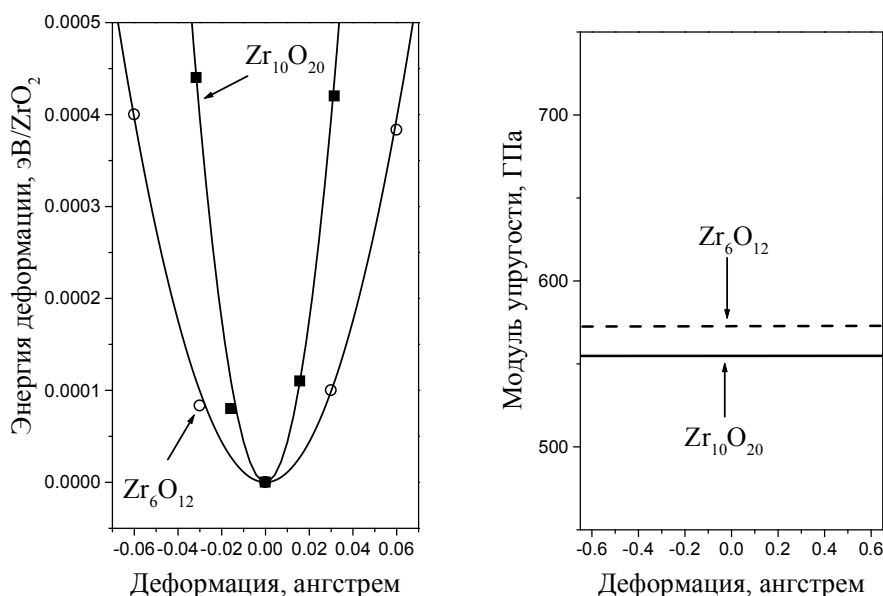 Энергия деформации, эВ/ZrO₂
0.0005
0.0004
0.0003
0.0002
0.0001
0.0000
Zr₁₀O₂₀
Zr₆O₁₂
-0.06 -0.04 -0.02 0.00 0.02 0.04 0.06
Деформация, ангстрем
Модуль упругости, ГПа
700
600
500
Zr₆O₁₂
Zr₁₀O₂₀
-0.6 -0.4 -0.2 0.0 0.2 0.4 0.6
Деформация, ангстрем